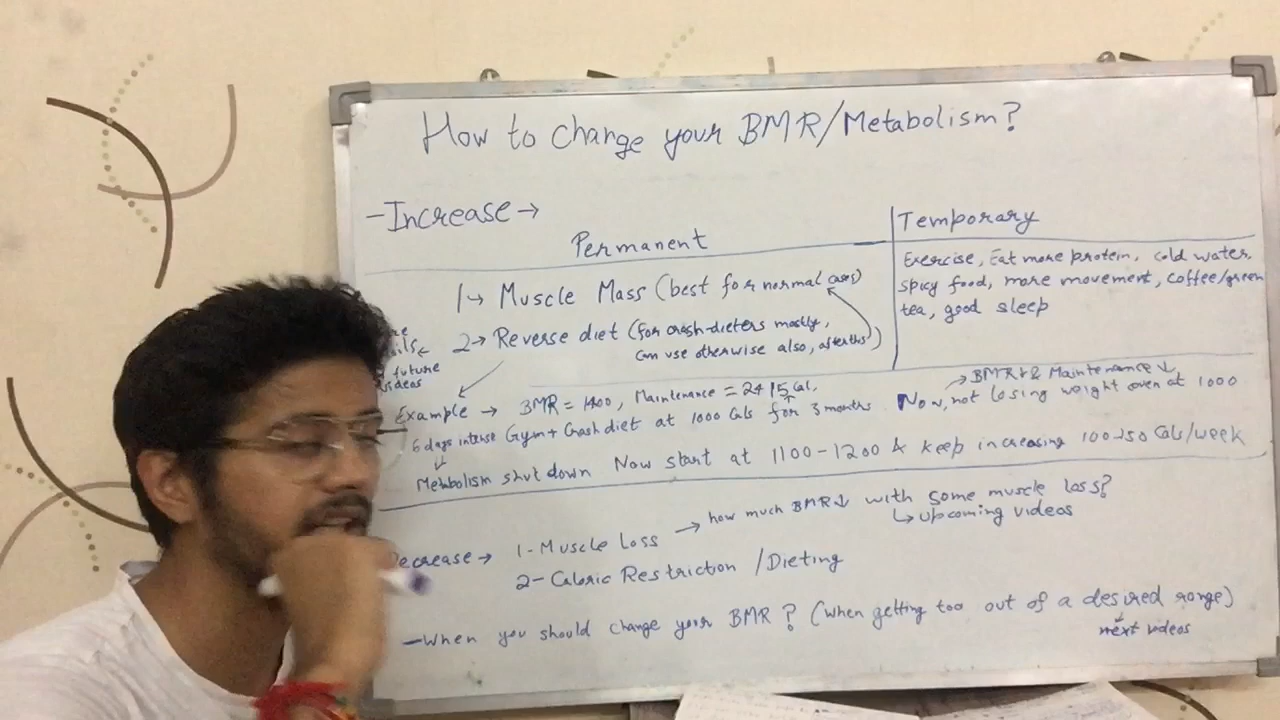 How to change your BMR/Metabolism?
-Increase →
Permanent
Temporary
1→ Muscle Mass (best for normal cases)
2→ Reverse diet (for crash-dieters mostly,
can use otherwise also, after this)
Exercise, Eat more protein, cold water,
spicy food, more movement, coffee/green
tea, good sleep
future
videos
Example → BMR = 1400, Maintenance = 2415 Cal,
6 days intense Gym + Crash diet at 1000 Cals for 3 months.
→ BMR↓ & Maintenance ↓
Now, not losing weight even at 1000
↓
Metabolism shut down Now start at 1100-1200 & keep increasing 100-150 Cals/week
ecrease → 1- Muscle Loss → how much BMR↓ with some muscle loss?
↳ upcoming videos
2- Caloric Restriction / Dieting
-When you should change your BMR ? (When getting too out of a desired range)
↓
next videos